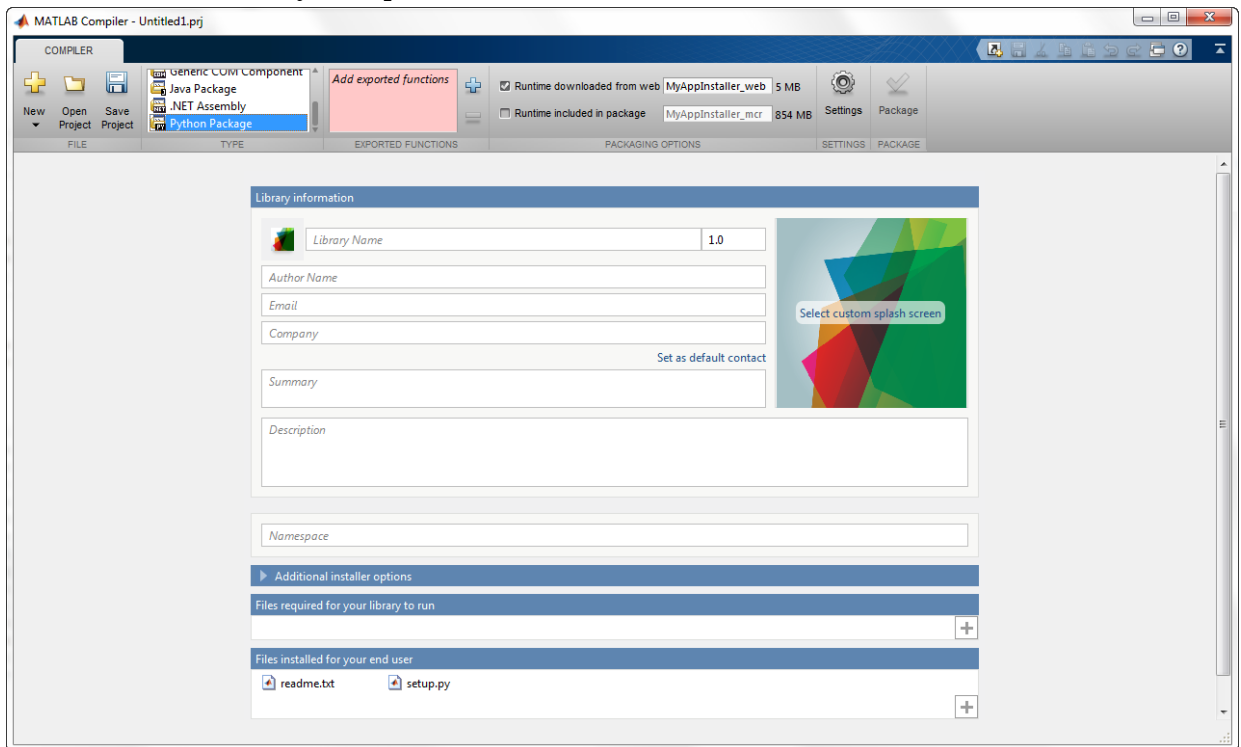 MATLAB Compiler - Untitled1.prj
COMPILER
Generic COM Component
Java Package
.NET Assembly
Python Package
Add exported functions
Runtime downloaded from web MyAppInstaller_web 5 MB
Runtime included in package MyAppInstaller_mcr 854 MB
New
Open Project
Save Project
Settings
Package
FILE TYPE EXPORTED FUNCTIONS PACKAGING OPTIONS SETTINGS PACKAGE
Library information
Library Name 1.0
Author Name
Email
Company
Set as default contact
Select custom splash screen
Summary
Description
Namespace
Additional installer options
Files required for your library to run
Files installed for your end user
readme.txt setup.py